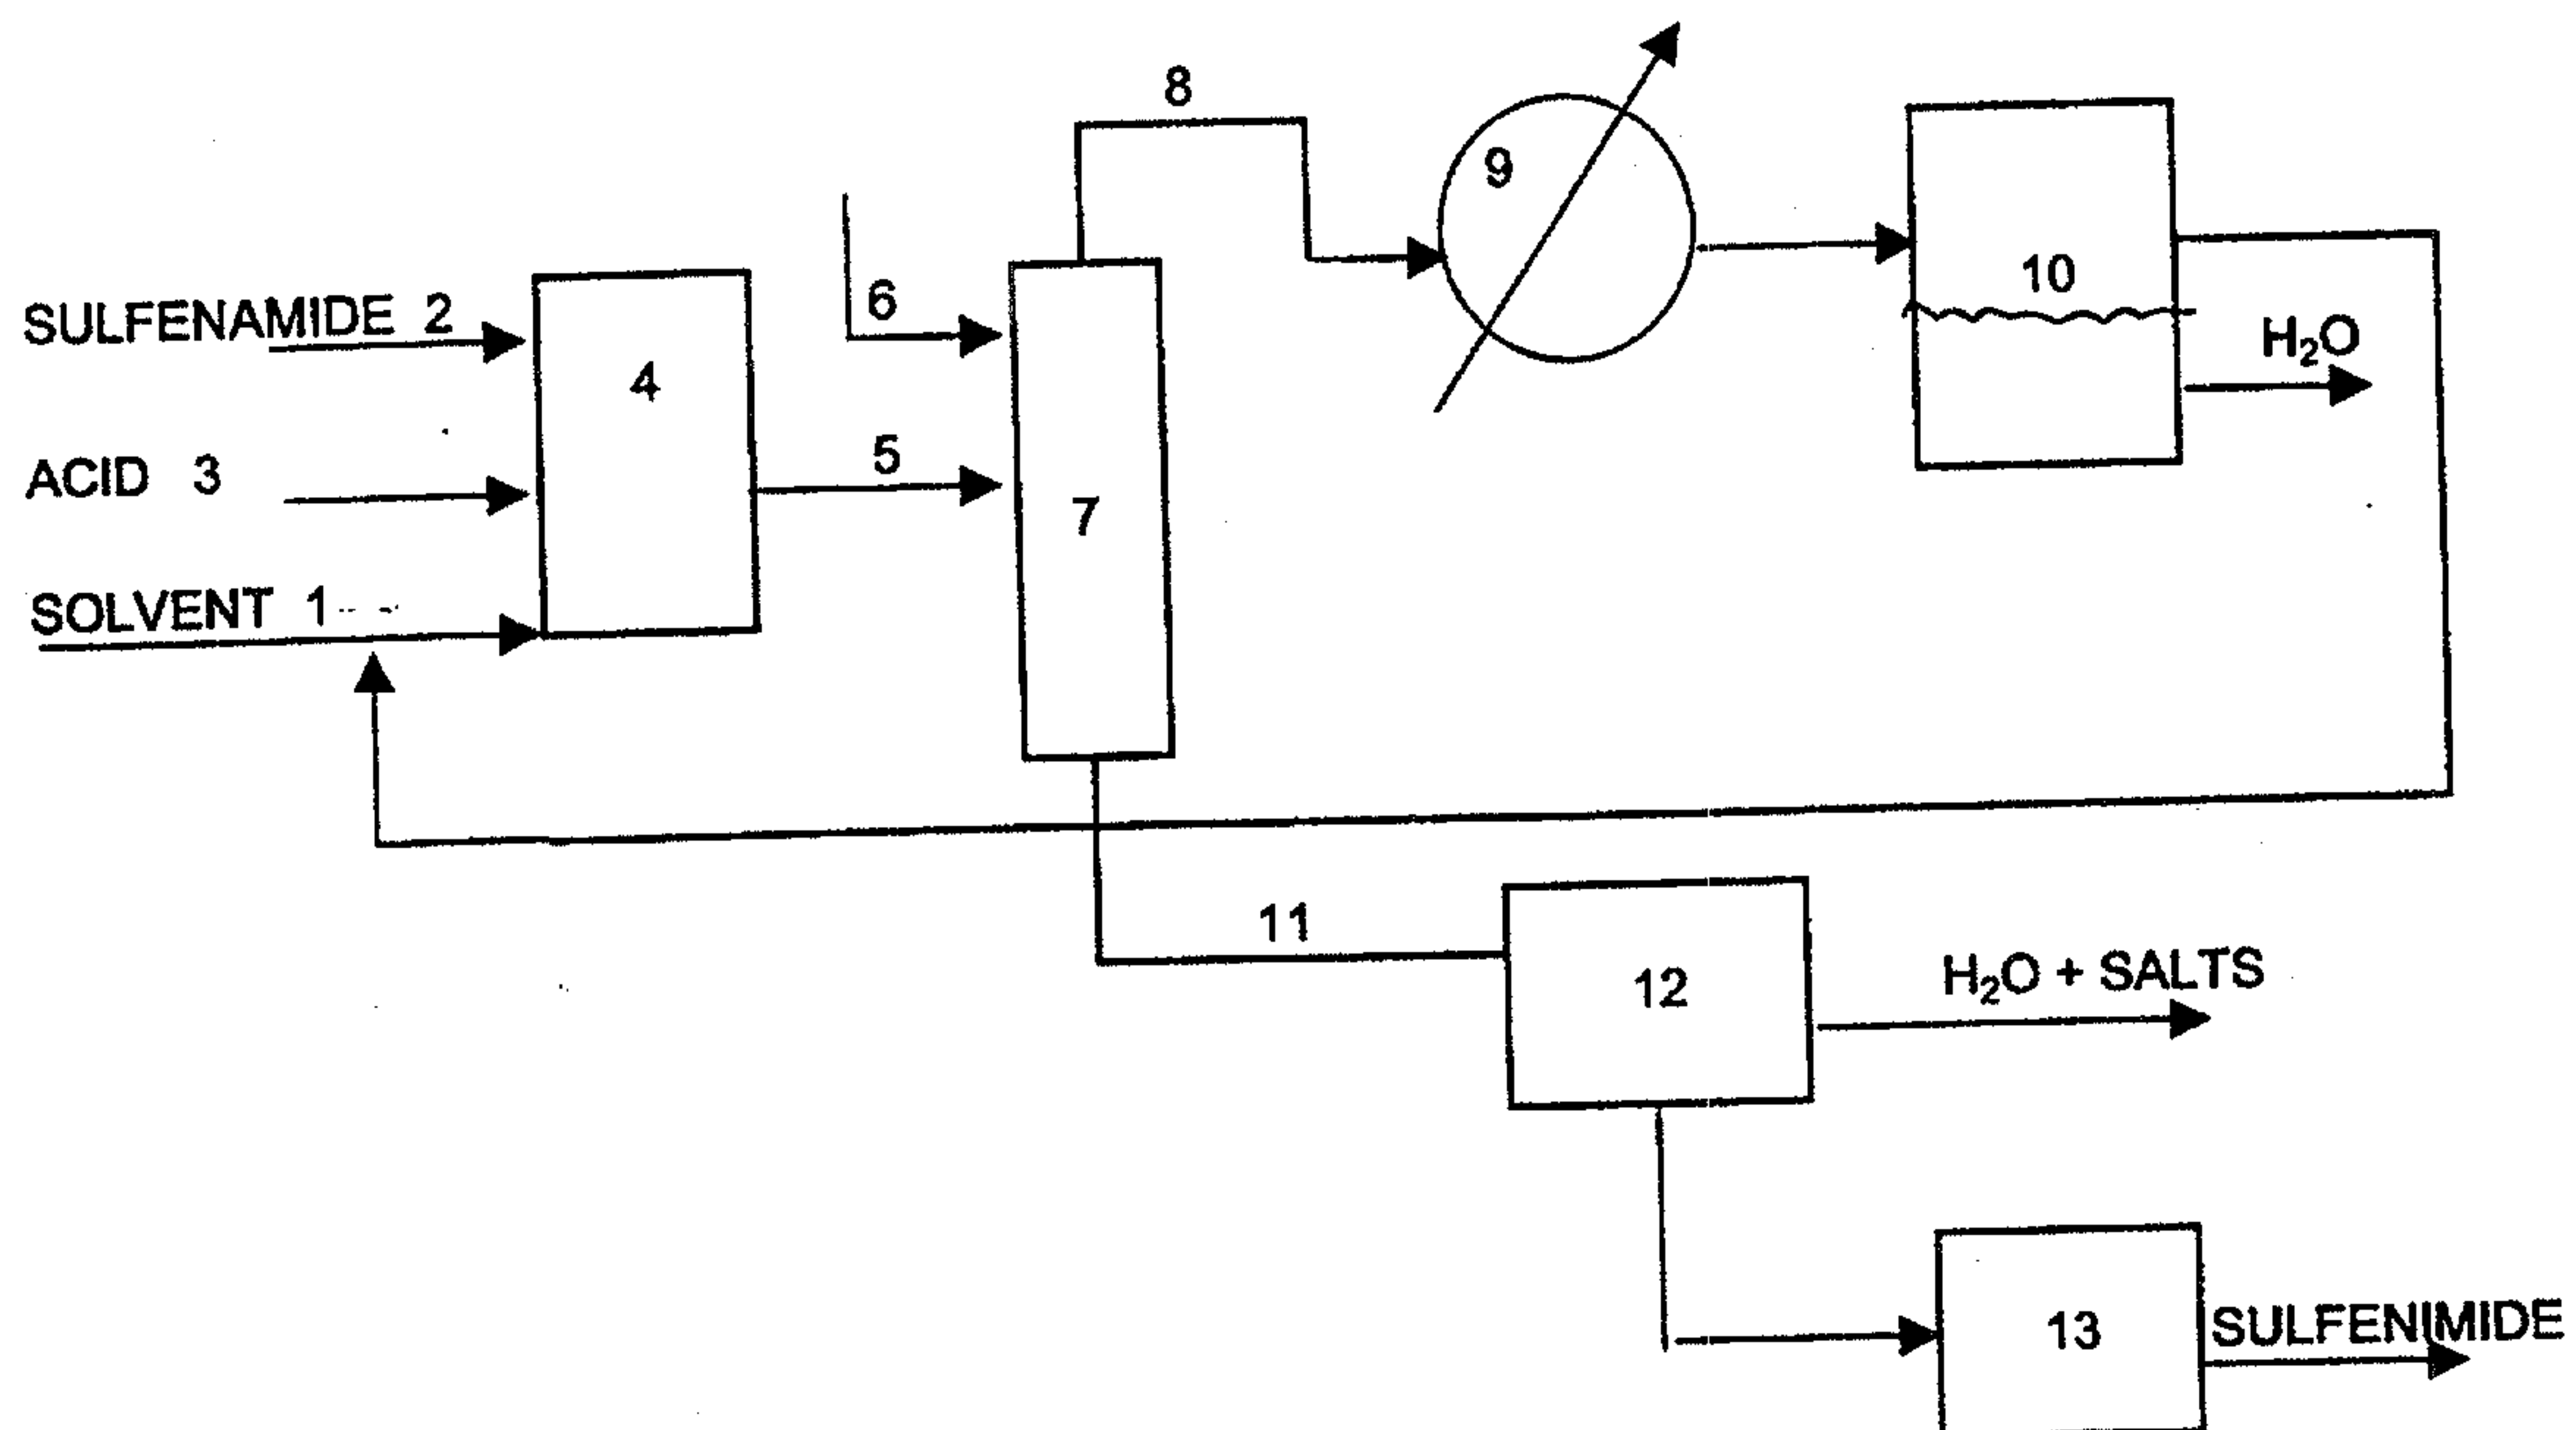 8
9
10
H₂O
6
SULFENAMIDE 2
4
5
ACID 3
7
SOLVENT 1
11
12
H₂O + SALTS
13
SULFENIMIDE